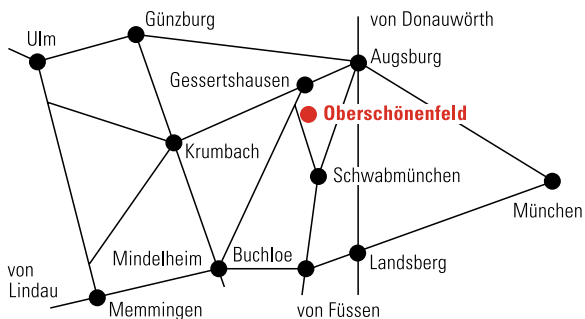 von Donauwörth
Günzburg
Ulm
Augsburg
Gessertshausen
Oberschönenfeld
Krumbach
Schwabmünchen
München
Mindelheim
Buchloe
Landsberg
von
Lindau
Memmingen
von Füssen